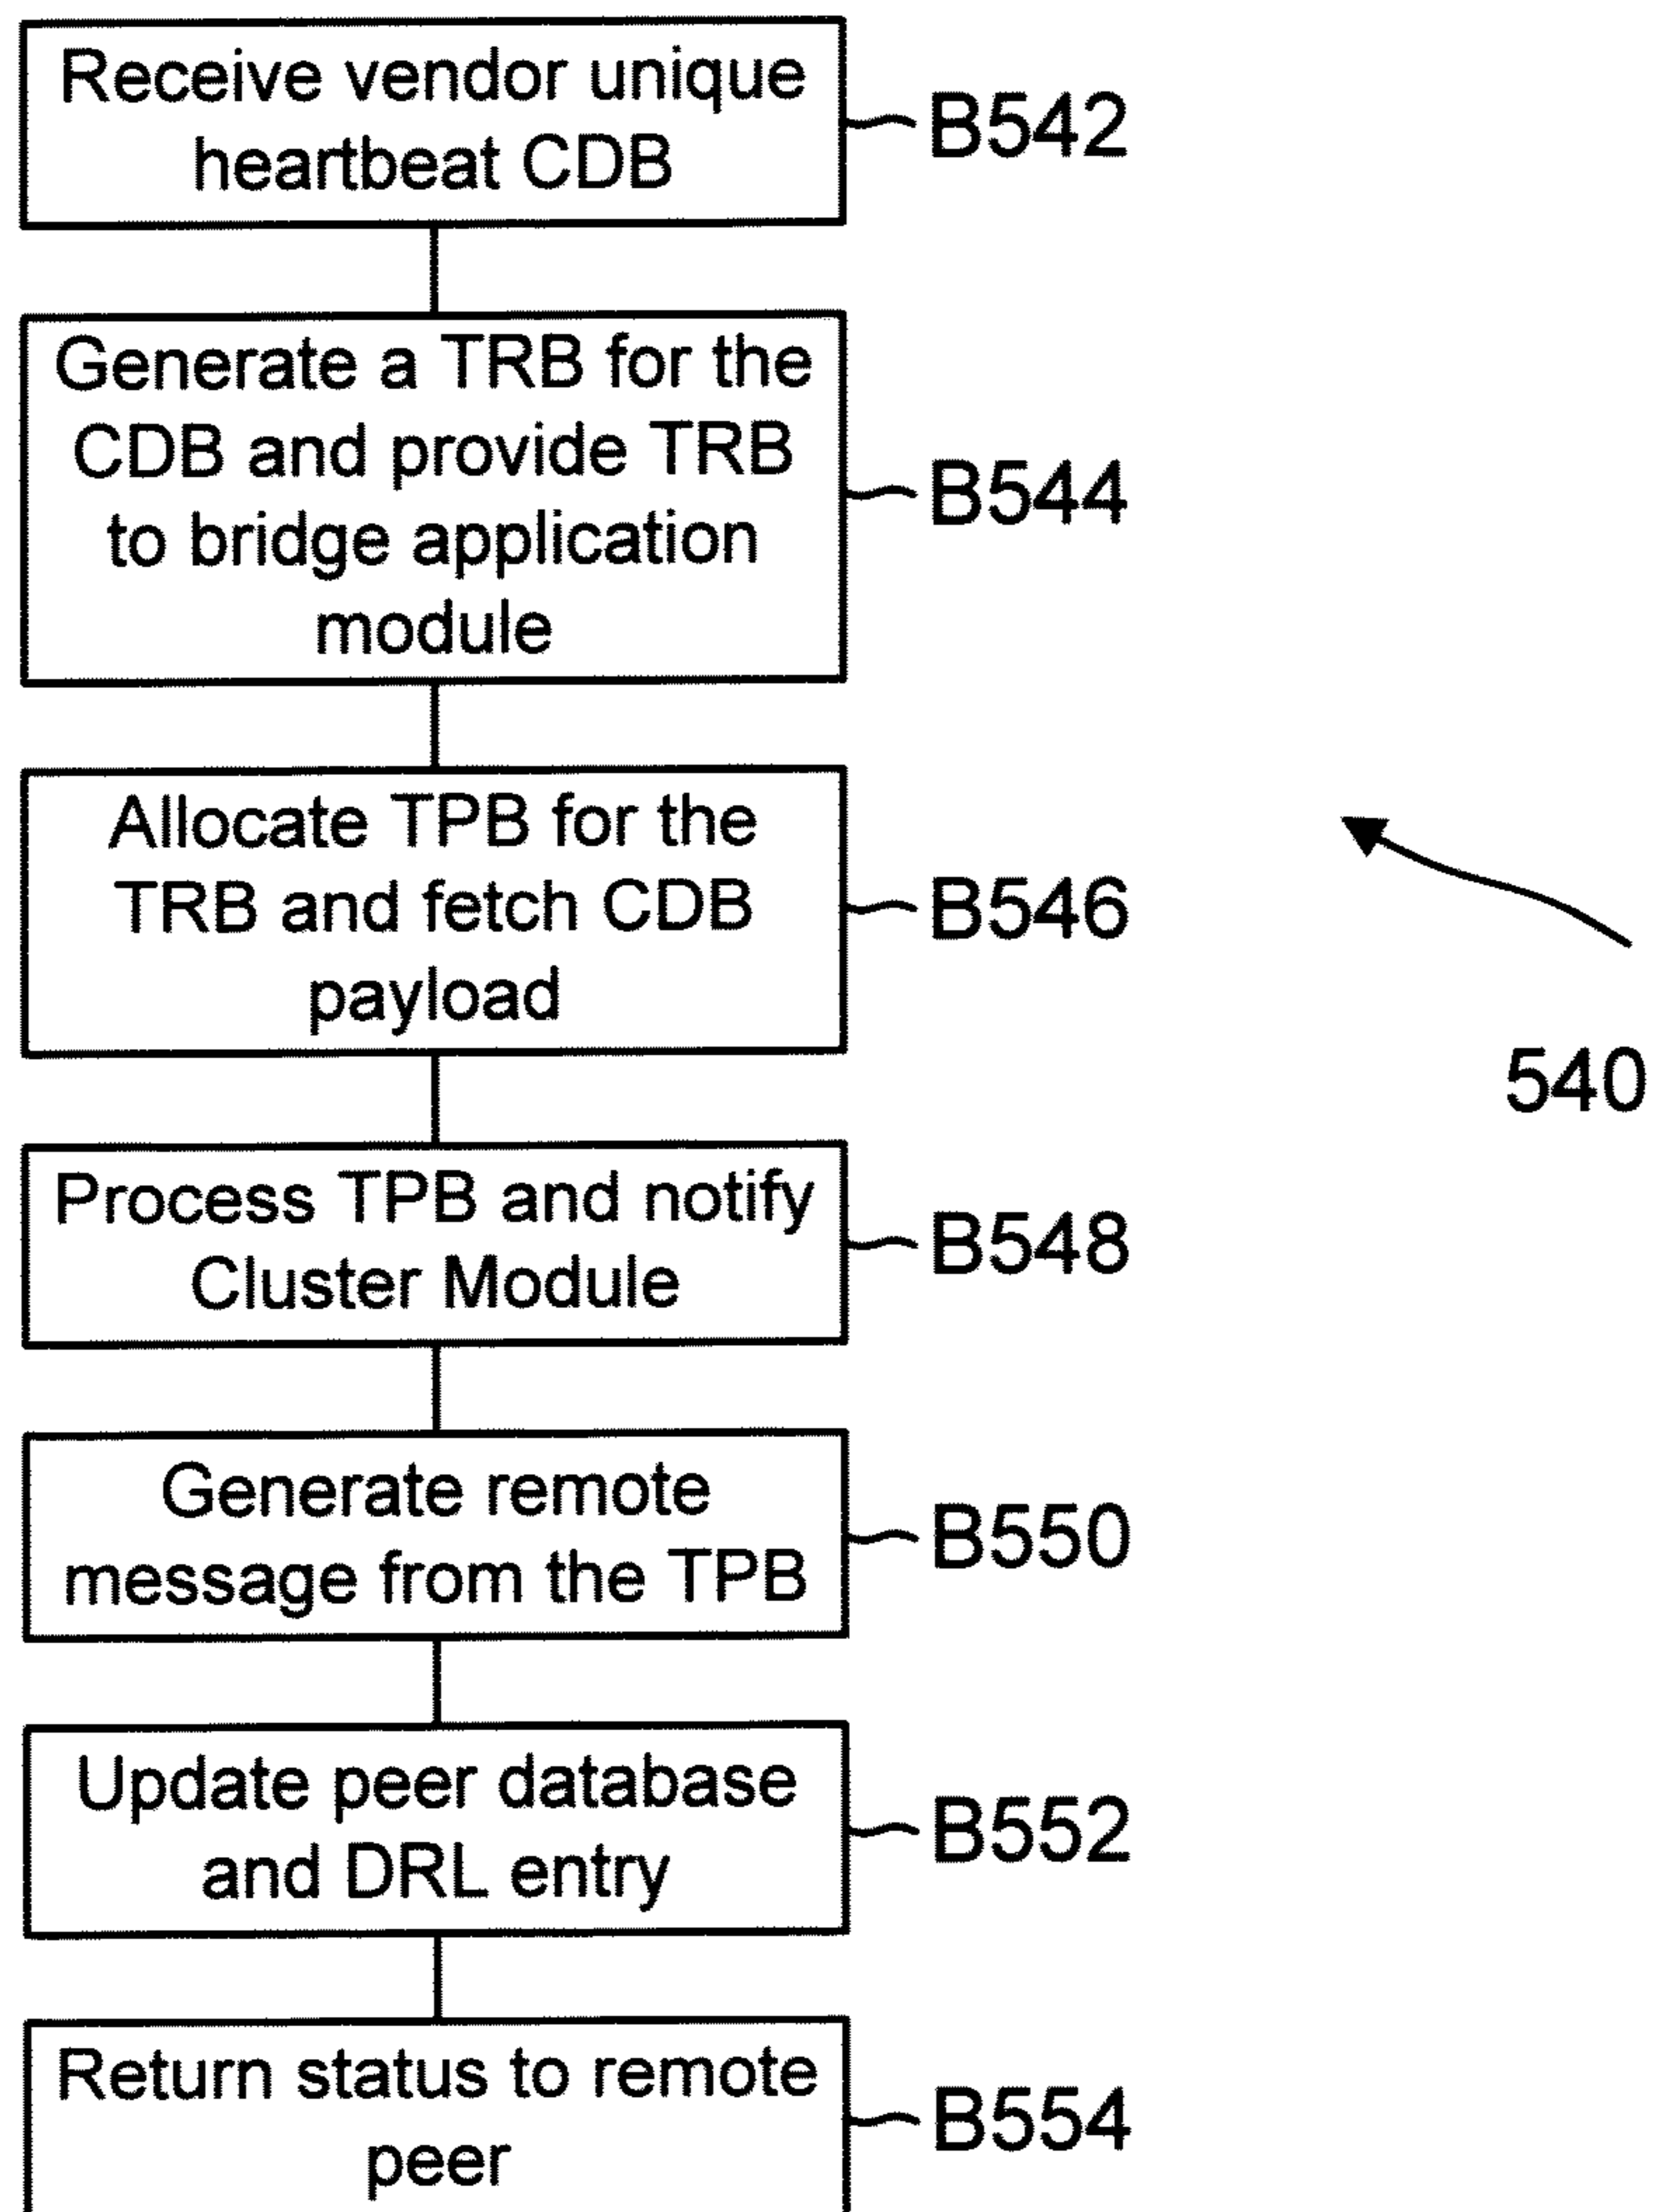 Receive vendor unique
heartbeat CDB
B542
Generate a TRB for the
CDB and provide TRB
to bridge application
module
B544
Allocate TPB for the
TRB and fetch CDB
payload
B546
540
Process TPB and notify
Cluster Module
B548
Generate remote
message from the TPB
B550
Update peer database
and DRL entry
B552
Return status to remote
peer
B554